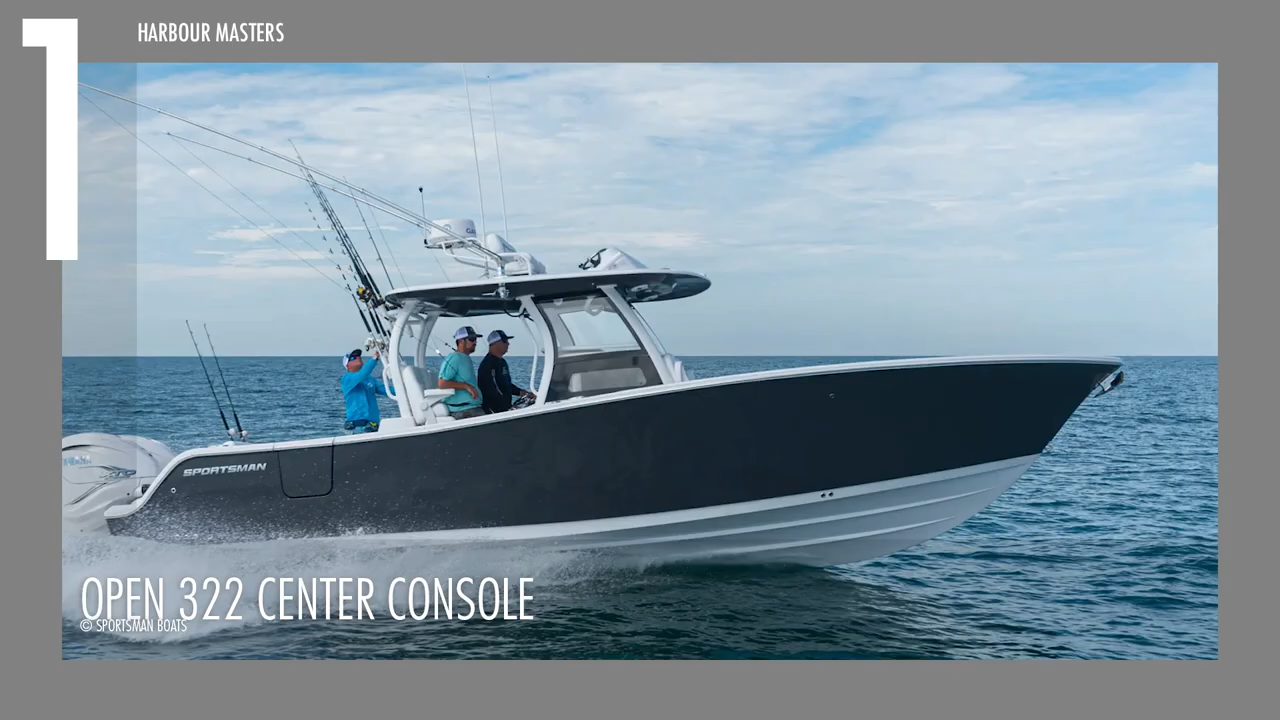 1
HARBOUR MASTERS
SPORTSMAN
OPEN 322 CENTER CONSOLE
© SPORTSMAN BOATS